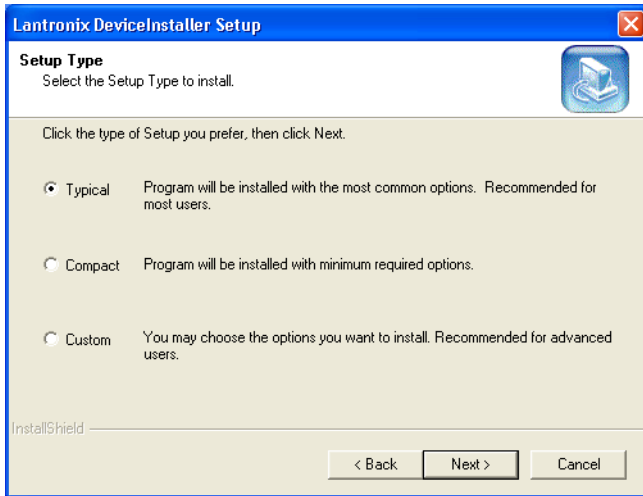 Lantronix DeviceInstaller Setup
Setup Type
Select the Setup Type to install.
Click the type of Setup you prefer, then click Next.
Typical Program will be installed with the most common options.  Recommended for
most users.
Compact Program will be installed with minimum required options.
Custom You may choose the options you want to install. Recommended for advanced
users.
InstallShield
< Back Next > Cancel